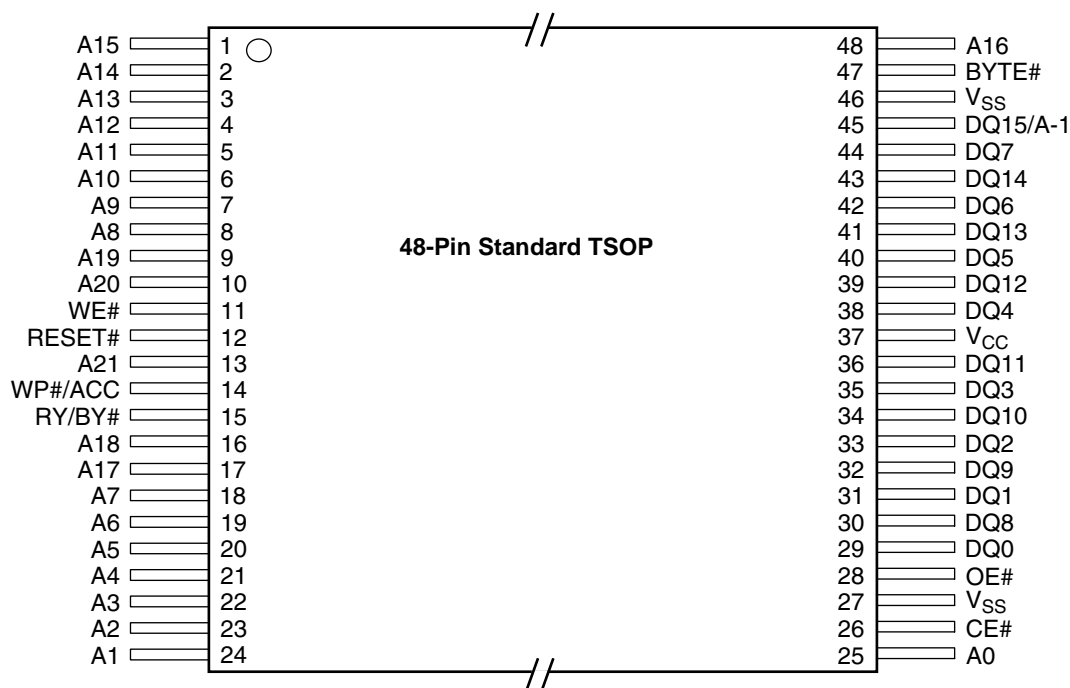 A15 1 48 A16
A14 2 47 BYTE#
A13 3 46 VSS
A12 4 45 DQ15/A-1
A11 5 44 DQ7
A10 6 43 DQ14
A9 7 42 DQ6
A8 8 41 DQ13
48-Pin Standard TSOP
A19 9 40 DQ5
A20 10 39 DQ12
WE# 11 38 DQ4
RESET# 12 37 VCC
A21 13 36 DQ11
WP#/ACC 14 35 DQ3
RY/BY# 15 34 DQ10
A18 16 33 DQ2
A17 17 32 DQ9
A7 18 31 DQ1
A6 19 30 DQ8
A5 20 29 DQ0
A4 21 28 OE#
A3 22 27 VSS
A2 23 26 CE#
A1 24 25 A0